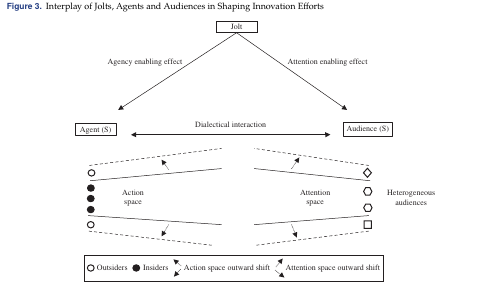 Figure 3. Interplay of Jolts, Agents and Audiences in Shaping Innovation Efforts
Jolt
Agency enabling effect
Attention enabling effect
Agent (S)
Dialectical interaction
Audience (S)
Action
space
Attention
space
Heterogeneous
audiences
Outsiders
Insiders
Action space outward shift
Attention space outward shift